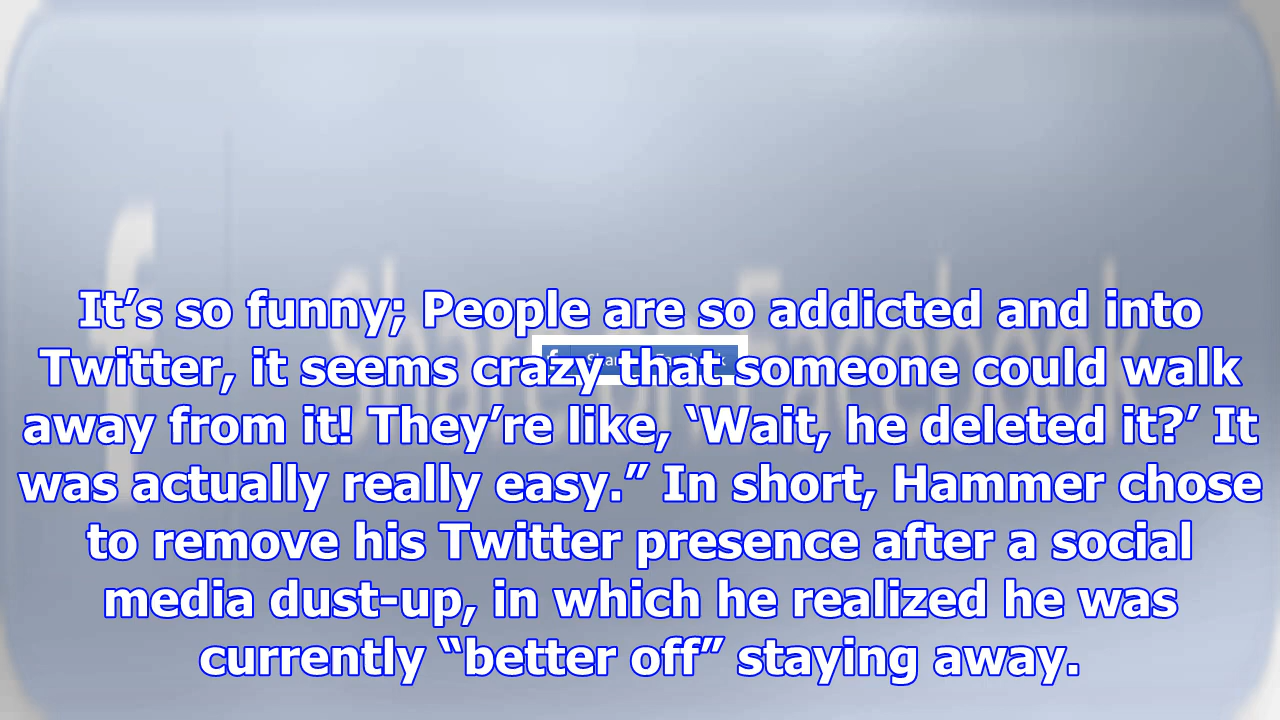 It’s so funny; People are so addicted and into
Twitter, it seems crazy that someone could walk
away from it! They’re like, ‘Wait, he deleted it?’ It
was actually really easy.” In short, Hammer chose
to remove his Twitter presence after a social
media dust-up, in which he realized he was
currently “better off” staying away.
f Share on Facebook